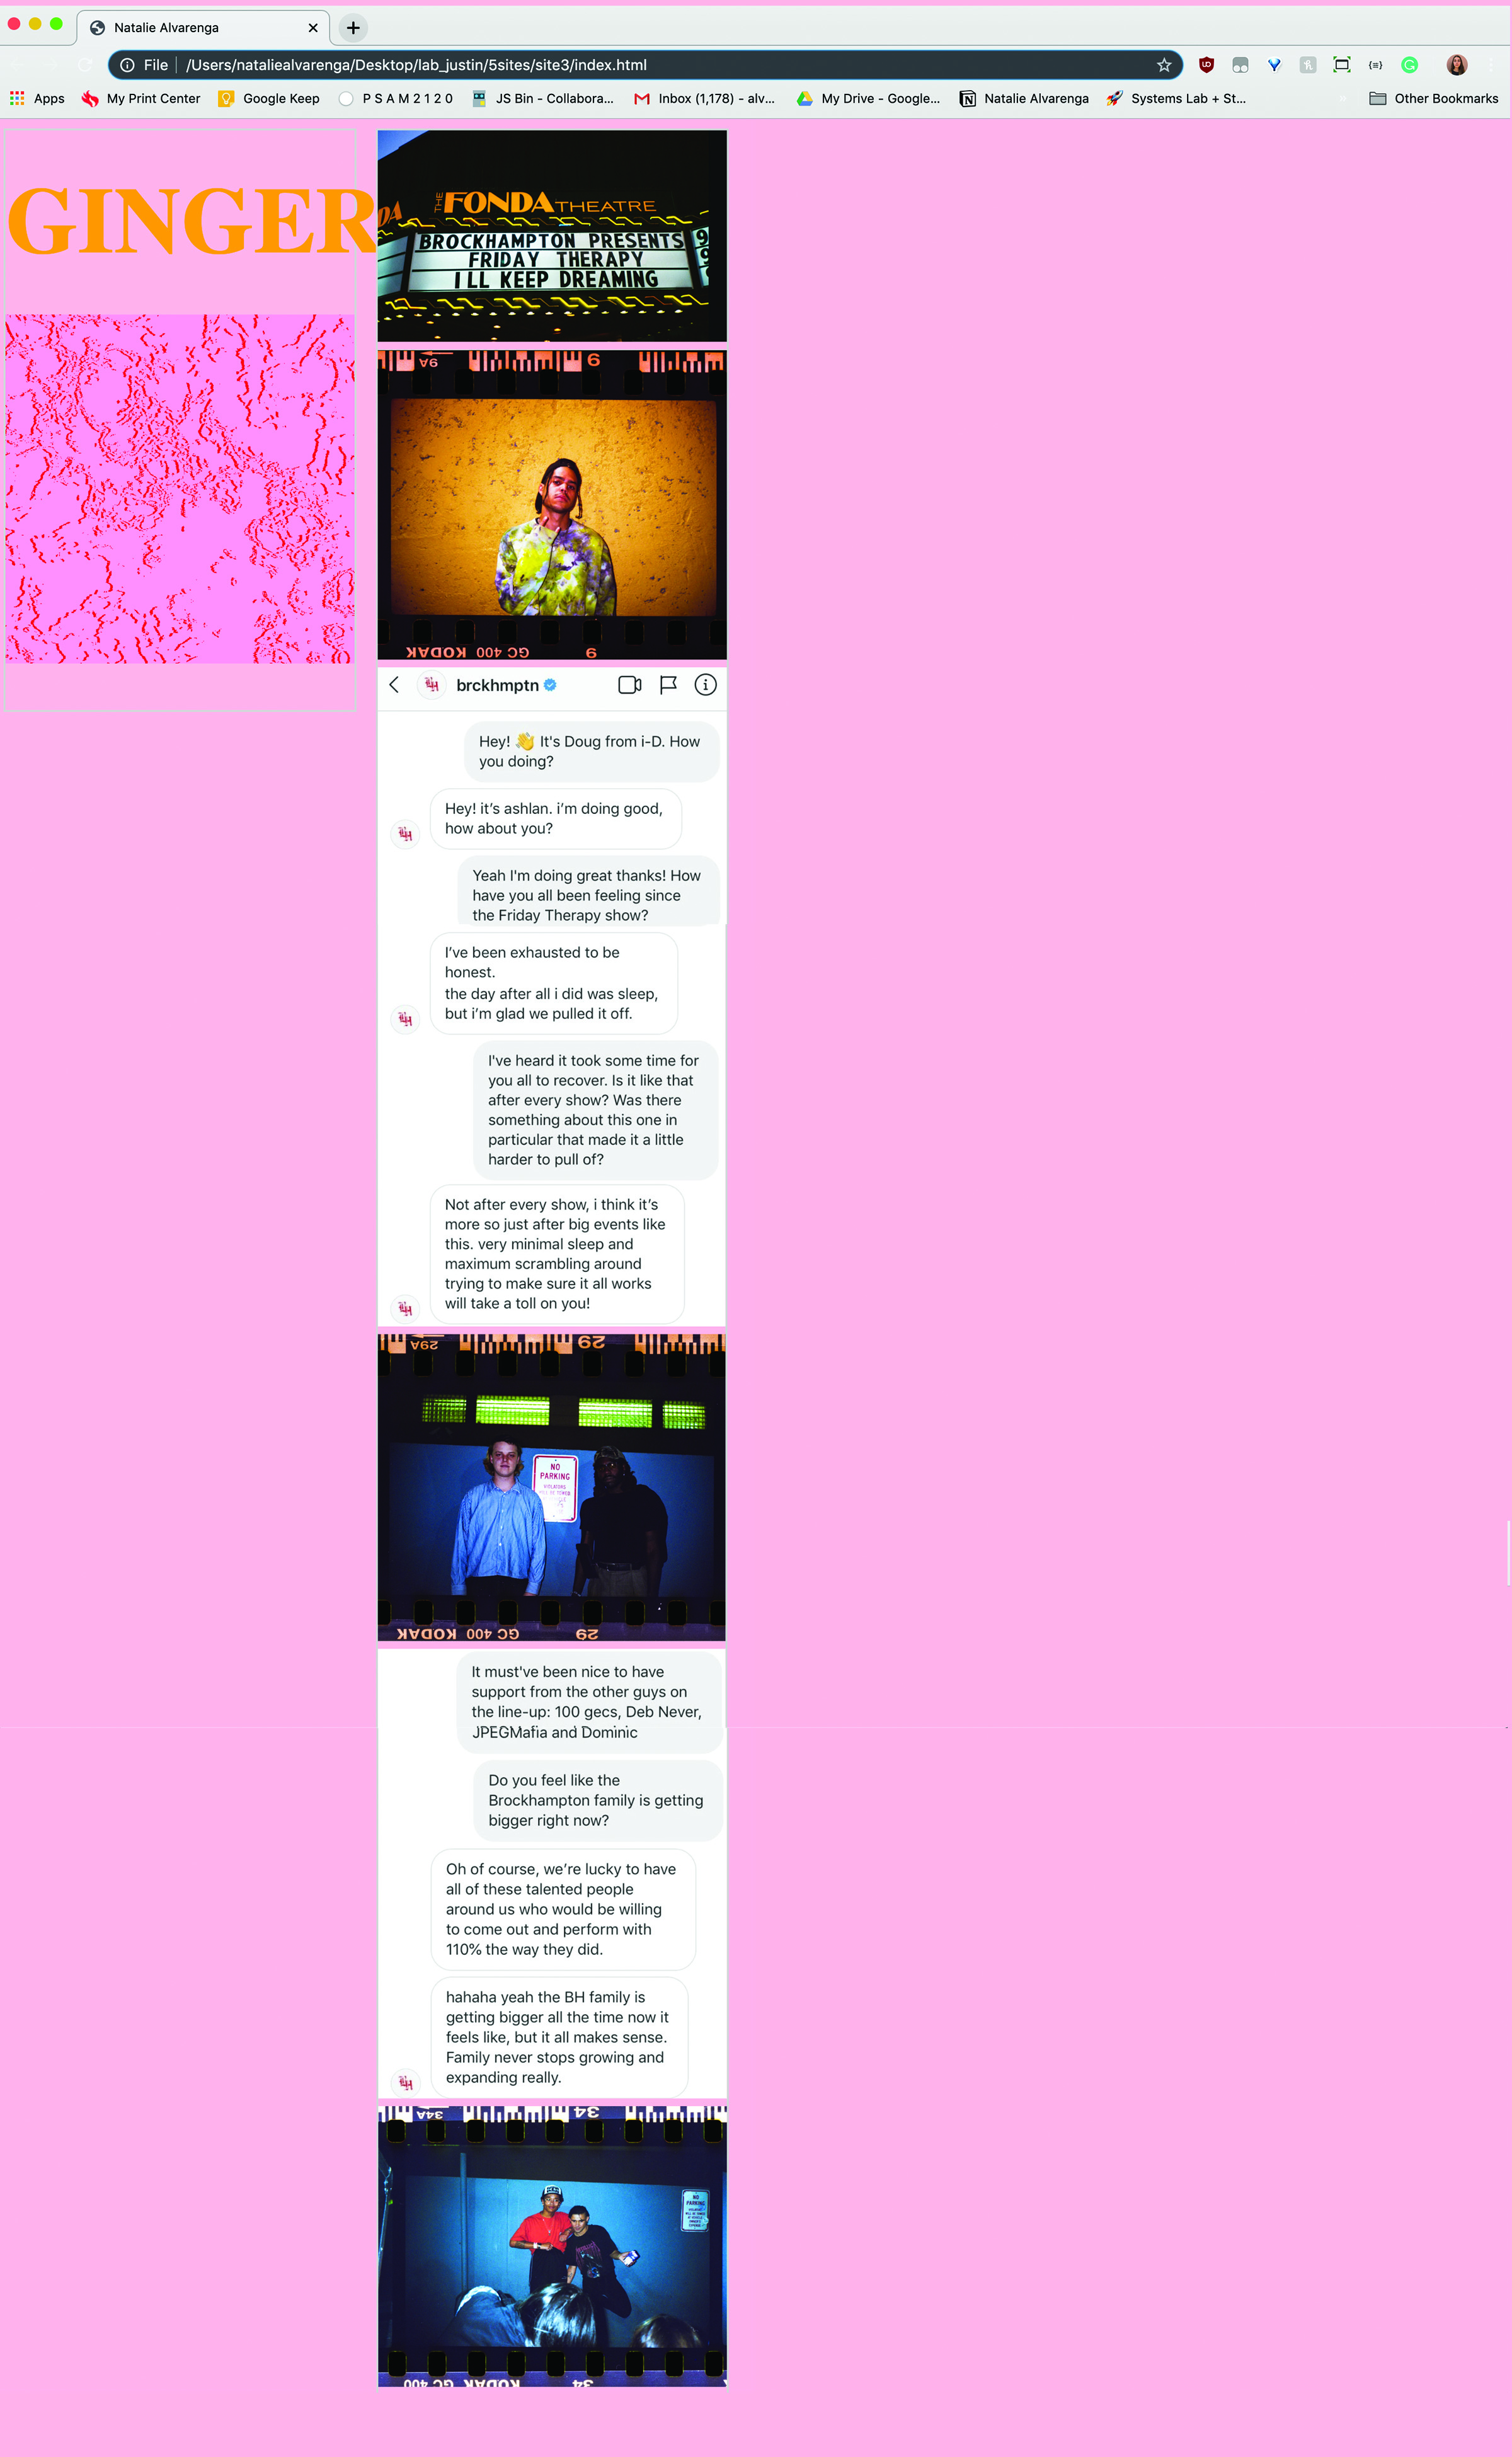 Natalie Alvarenga
File /Users/nataliealvarenga/Desktop/lab_justin/5sites/site3/index.html
Apps My Print Center Google Keep P S A M 2 1 2 0 JS Bin - Collabora... Inbox (1,178) - alv... My Drive - Google... Natalie Alvarenga Systems Lab + St... Other Bookmarks
GINGER
THE FONDA THEATRE
BROCKHAMPTON PRESENTS
FRIDAY THERAPY
ILL KEEP DREAMING
9A 9
KODAK GC 400 9
brckhmptn
Hey! 👋 It's Doug from i-D. How
you doing?
Hey! it's ashlan. i'm doing good,
how about you?
Yeah I'm doing great thanks! How
have you all been feeling since
the Friday Therapy show?
I've been exhausted to be
honest.
the day after all i did was sleep,
but i'm glad we pulled it off.
I've heard it took some time for
you all to recover. Is it like that
after every show? Was there
something about this one in
particular that made it a little
harder to pull of?
Not after every show, i think it's
more so just after big events like
this. very minimal sleep and
maximum scrambling around
trying to make sure it all works
will take a toll on you!
29A 29
NO
PARKING
KODAK GC 400 29
It must've been nice to have
support from the other guys on
the line-up: 100 gecs, Deb Never,
JPEGMafia and Dominic
Do you feel like the
Brockhampton family is getting
bigger right now?
Oh of course, we're lucky to have
all of these talented people
around us who would be willing
to come out and perform with
110% the way they did.
hahaha yeah the BH family is
getting bigger all the time now it
feels like, but it all makes sense.
Family never stops growing and
expanding really.
34A 34
NO
PARKING
KODAK GC 400 34